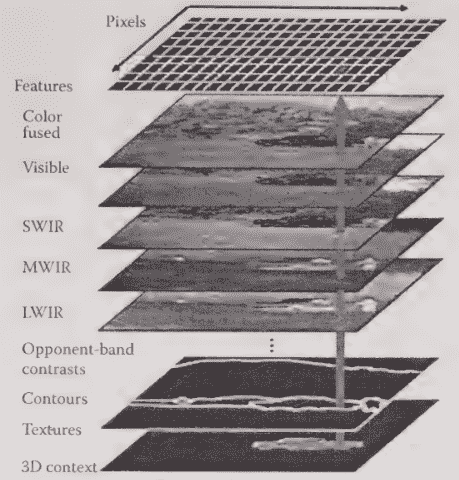 Pixels
Features
Color
fused
Visible
SWIR
MWIR
LWIR
Opponent-band
contrasts
Contours
Textures
3D context